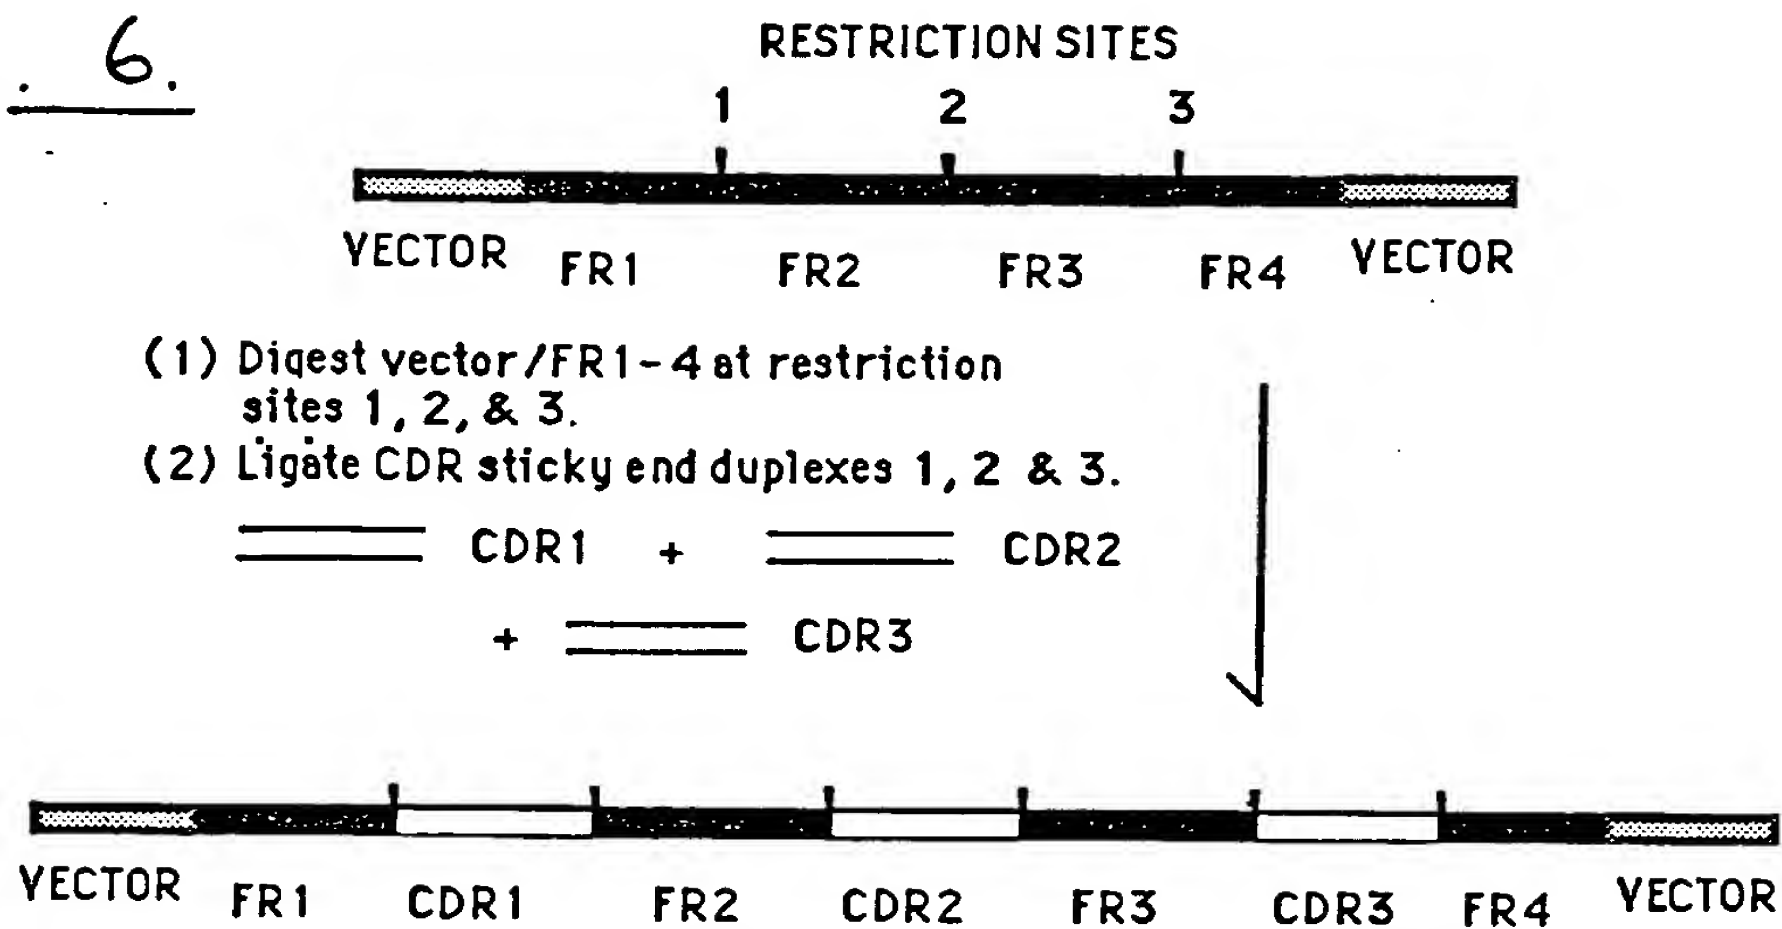 . 6.
RESTRICTION SITES
1 2 3
VECTOR FR1 FR2 FR3 FR4 VECTOR
(1) Digest vector/FR1-4 at restriction
sites 1, 2, & 3.
(2) Ligate CDR sticky end duplexes 1, 2 & 3.
CDR1 + CDR2
+ CDR3
VECTOR FR1 CDR1 FR2 CDR2 FR3 CDR3 FR4 VECTOR